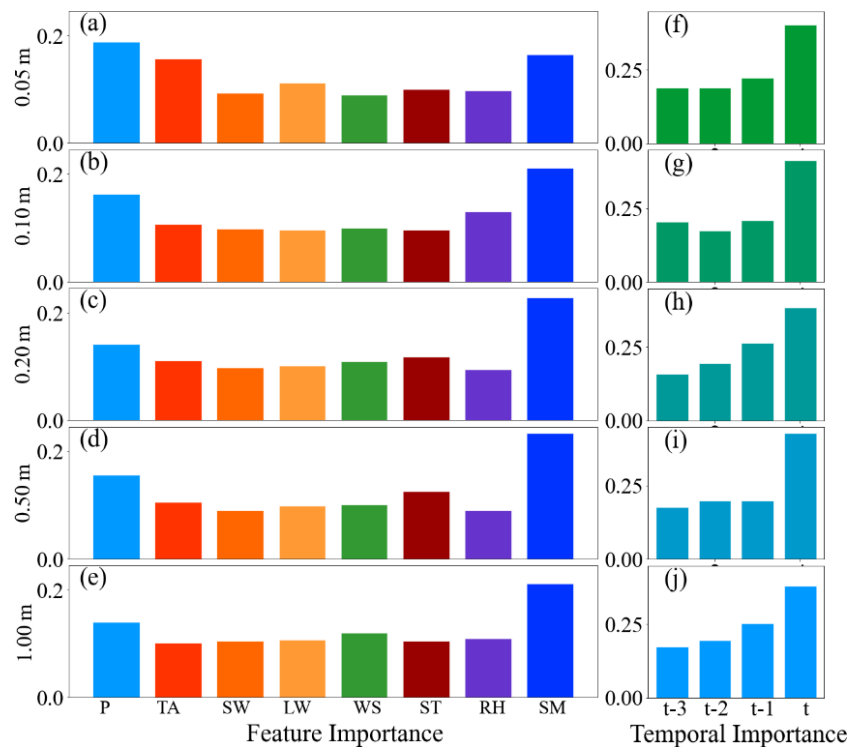 (a)
0.2
0.0
0.05 m
(f)
0.25
0.00
(b)
0.2
0.0
0.10 m
(g)
0.25
0.00
(c)
0.2
0.0
0.20 m
(h)
0.25
0.00
(d)
0.2
0.0
0.50 m
(i)
0.25
0.00
(e)
0.2
0.0
1.00 m
(j)
0.25
0.00
P TA SW LW WS ST RH SM
t-3 t-2 t-1 t
Feature Importance
Temporal Importance